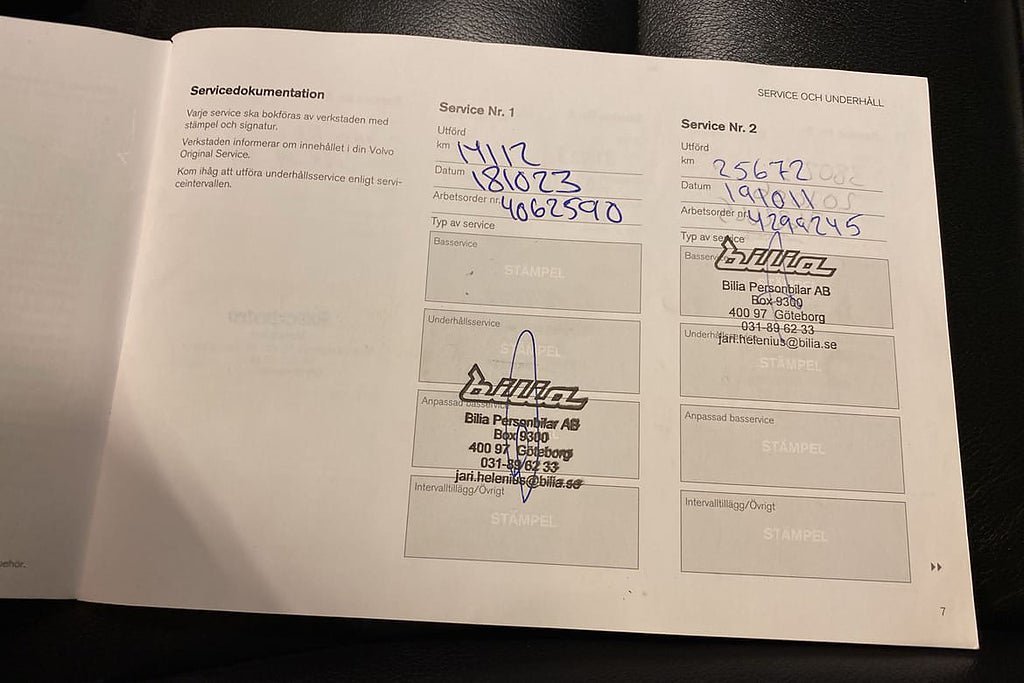 Servicedokumentation
Varje service ska bokföras av verkstaden med
stämpel och signatur.
Verkstaden informerar om innehållet i din Volvo
Original Service.
Kom ihåg att utföra underhållsservice enligt servi-
ceintervallen.
behör.
Service Nr. 1
Utförd
km 14112
Datum 181023
Arbetsorder nr. 4062590
Typ av service
Basservice
STÄMPEL
Underhållsservice
STÄMPEL
bilia
Anpassad basservice
Bilia Personbilar AB
Box 9300
400 97 Göteborg
031-89 62 33
jari.helenius@bilia.se
Intervalltillägg/Övrigt
STÄMPEL
SERVICE OCH UNDERHÅLL
Service Nr. 2
Utförd
km 25672
Datum 191011
Arbetsorder nr. 4299245
Typ av service
bilia
Basservice
Bilia Personbilar AB
Box 9300
400 97 Göteborg
031-89 62 33
Underhållsservice
jari.helenius@bilia.se
STÄMPEL
Anpassad basservice
STÄMPEL
Intervalltillägg/Övrigt
STÄMPEL
7